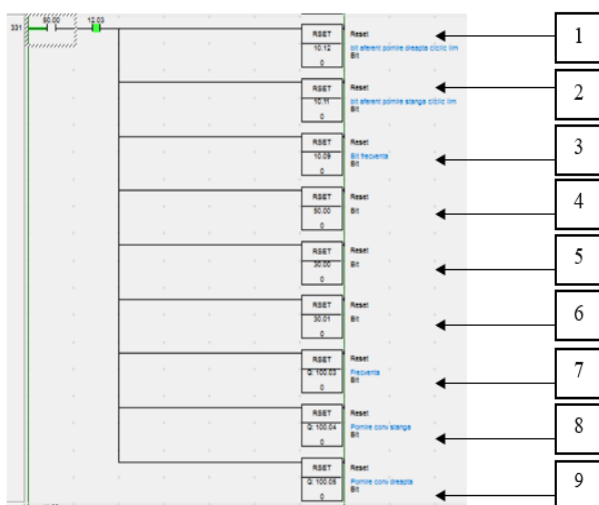 331
50.00 12.03
RSET Reset 1
10.12 bit aferent pornire dreapta ciclic lim
Bit
0
RSET Reset 2
10.11 bit aferent pornire stanga ciclic lim
Bit
0
RSET Reset 3
10.09 Bit frecventa
Bit
0
RSET Reset 4
50.00 Bit
0
RSET Reset 5
30.00 Bit
0
RSET Reset 6
30.01 Bit
0
RSET Reset 7
Q: 100.03 Frecventa
Bit
0
RSET Reset 8
Q: 100.04 Pornire conv stanga
Bit
0
RSET Reset 9
Q: 100.05 Pornire conv dreapta
Bit
0